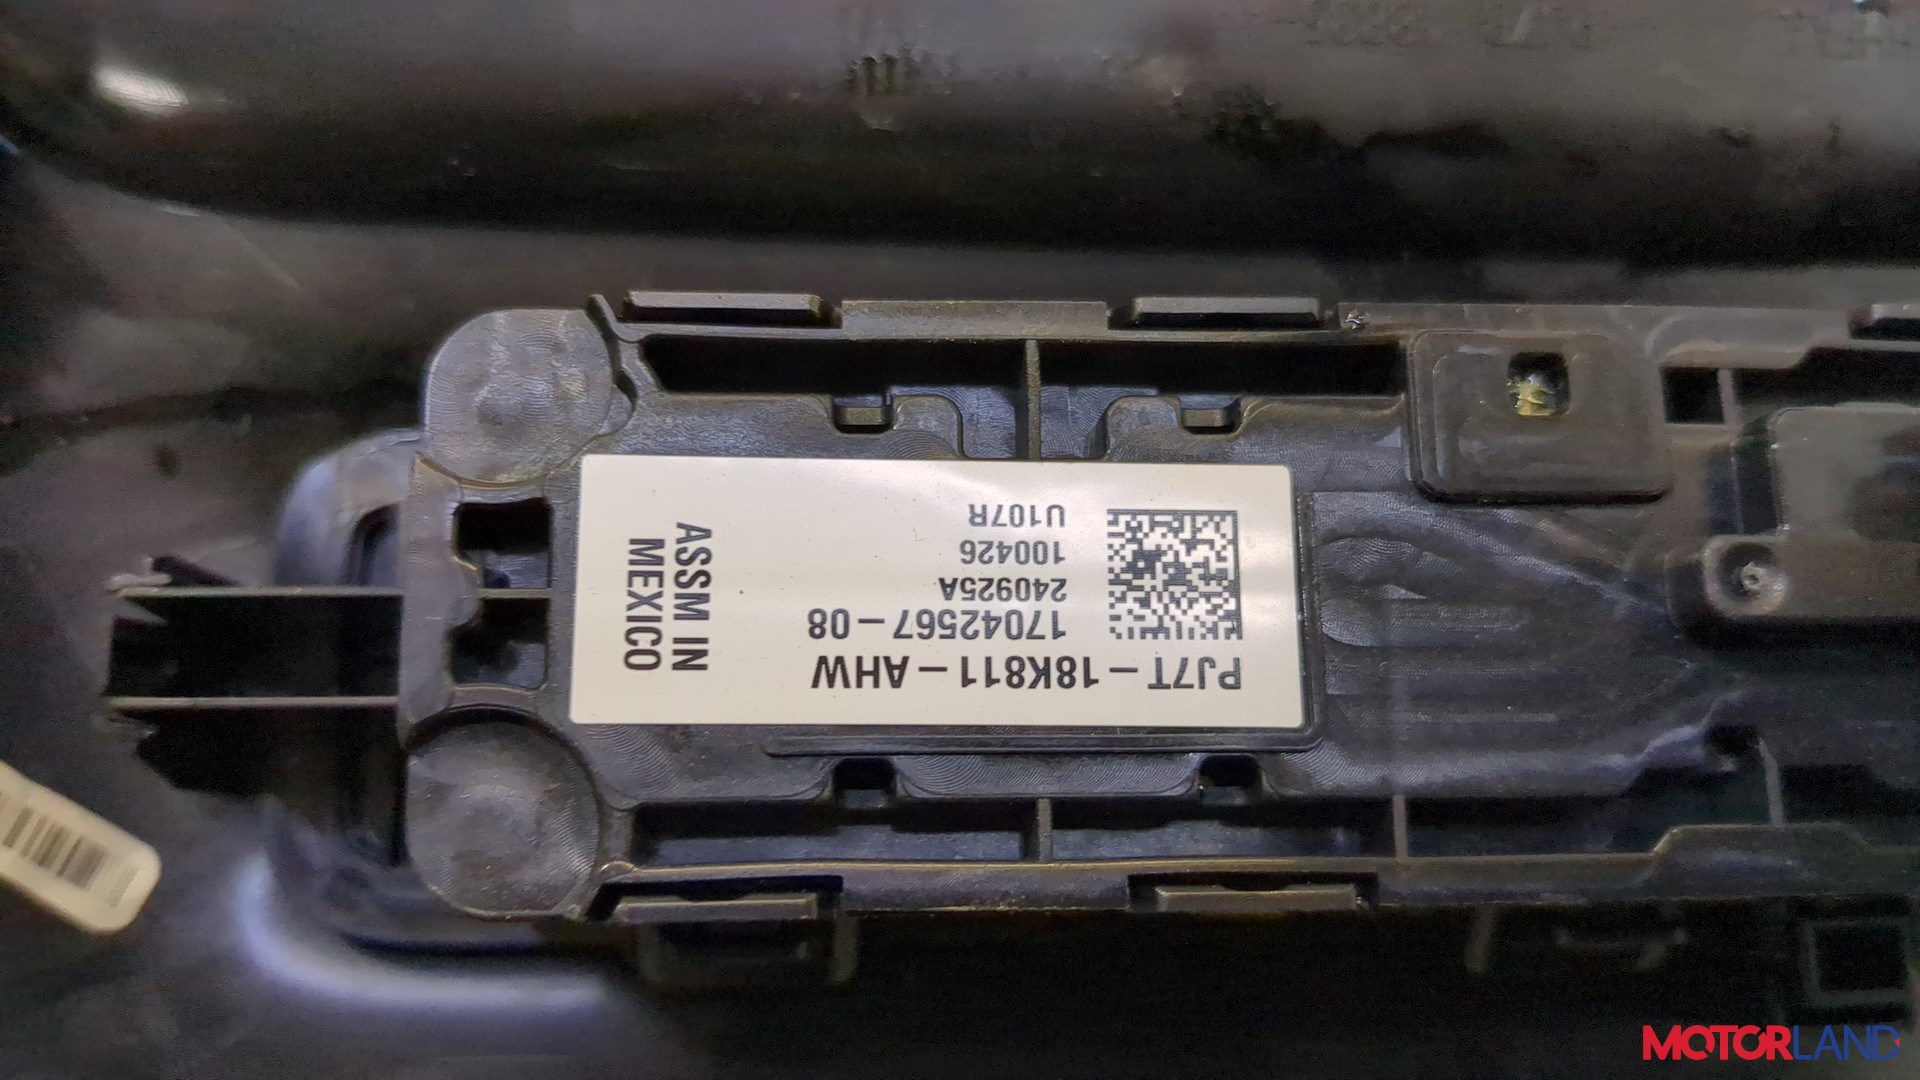 PJ7T-18K811-AHW
17042567-08
240925A
100426
U107R
ASSM IN
MEXICO
MOTORLAND